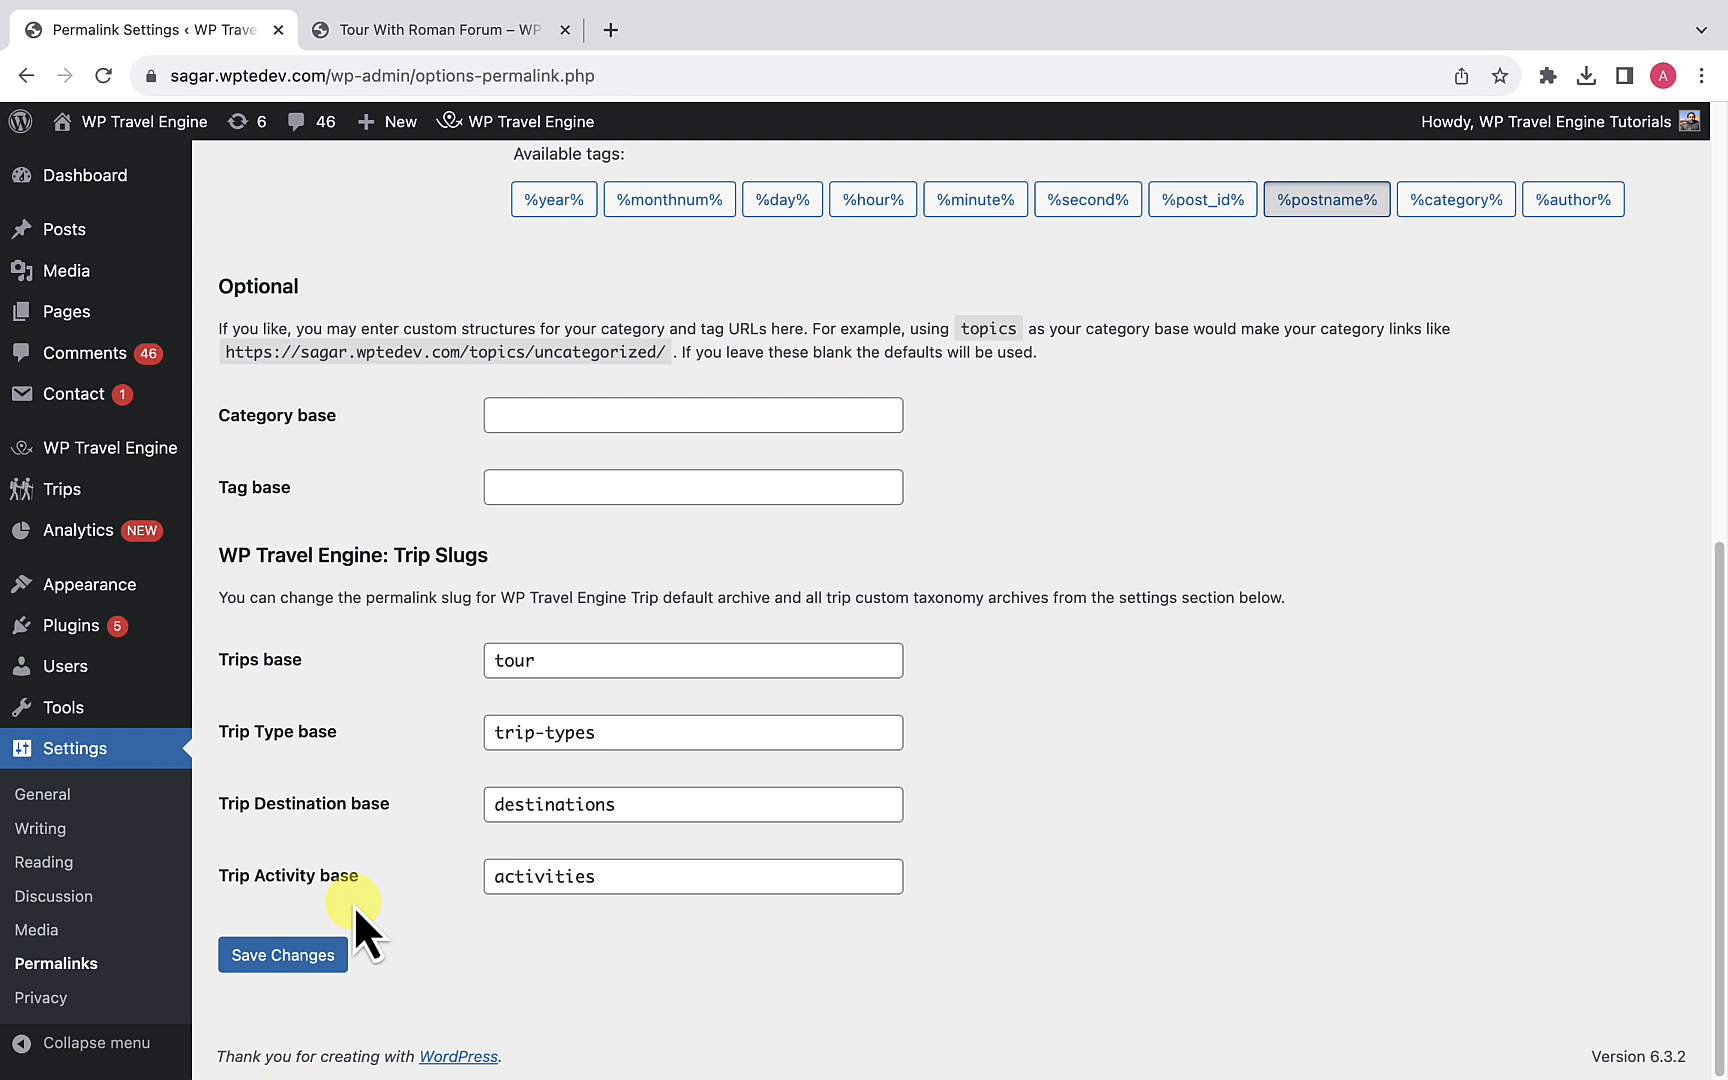 Permalink Settings ‹ WP Trave
Tour With Roman Forum – WP
sagar.wptedev.com/wp-admin/options-permalink.php
A
WP Travel Engine 6 46 New WP Travel Engine
Howdy, WP Travel Engine Tutorials
Dashboard
Posts
Media
Pages
Comments 46
Contact 1
WP Travel Engine
Trips
Analytics NEW
Appearance
Plugins 5
Users
Tools
Settings
General
Writing
Reading
Discussion
Media
Permalinks
Privacy
Collapse menu
Available tags:
%year% %monthnum% %day% %hour% %minute% %second% %post_id% %postname% %category% %author%
Optional
If you like, you may enter custom structures for your category and tag URLs here. For example, using topics as your category base would make your category links like
https://sagar.wptedev.com/topics/uncategorized/ . If you leave these blank the defaults will be used.
Category base
Tag base
WP Travel Engine: Trip Slugs
You can change the permalink slug for WP Travel Engine Trip default archive and all trip custom taxonomy archives from the settings section below.
Trips base tour
Trip Type base trip-types
Trip Destination base destinations
Trip Activity base activities
Save Changes
Thank you for creating with WordPress.
Version 6.3.2